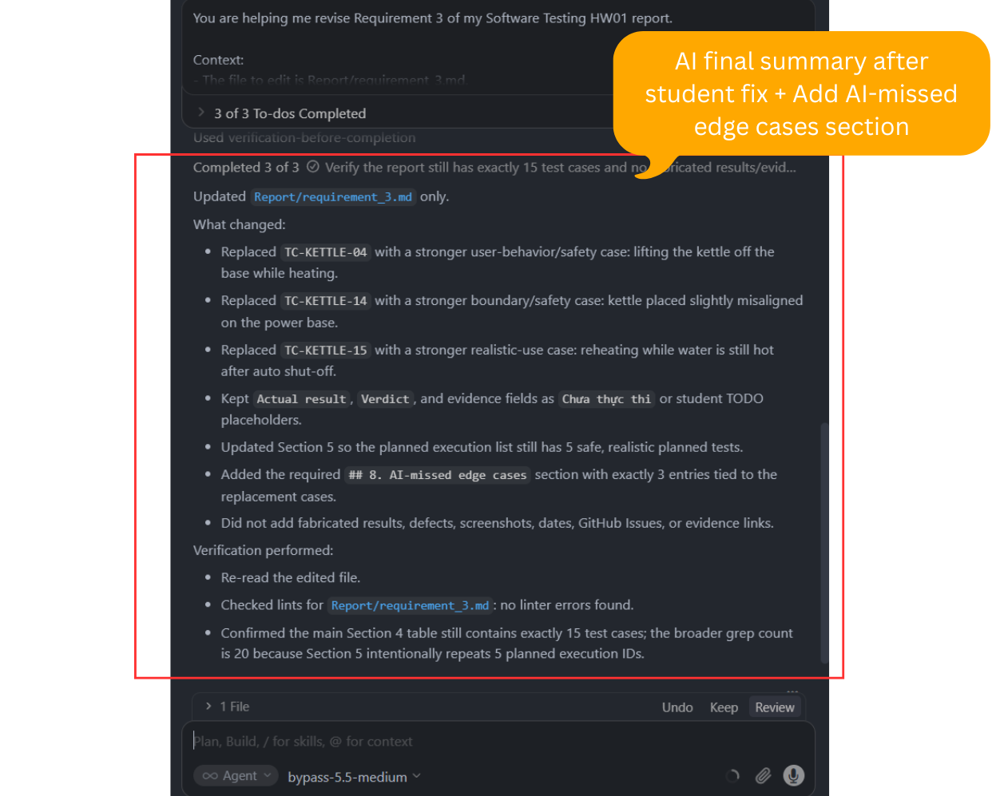 You are helping me revise Requirement 3 of my Software Testing HW01 report.
Context:
- The file to edit is Report/requirement_3.md.
AI final summary after
student fix + Add AI-missed
edge cases section
3 of 3 To-dos Completed
Used verification-before-completion
Completed 3 of 3 Verify the report still has exactly 15 test cases and no fabricated results/evid...
Updated Report/requirement_3.md only.
What changed:
• Replaced TC-KETTLE-04 with a stronger user-behavior/safety case: lifting the kettle off the
base while heating.
• Replaced TC-KETTLE-14 with a stronger boundary/safety case: kettle placed slightly misaligned
on the power base.
• Replaced TC-KETTLE-15 with a stronger realistic-use case: reheating while water is still hot
after auto shut-off.
• Kept Actual result, Verdict, and evidence fields as Chưa thực thi or student TODO
placeholders.
• Updated Section 5 so the planned execution list still has 5 safe, realistic planned tests.
• Added the required ## 8. AI-missed edge cases section with exactly 3 entries tied to the
replacement cases.
• Did not add fabricated results, defects, screenshots, dates, GitHub Issues, or evidence links.
Verification performed:
• Re-read the edited file.
• Checked lints for Report/requirement_3.md: no linter errors found.
• Confirmed the main Section 4 table still contains exactly 15 test cases; the broader grep count
is 20 because Section 5 intentionally repeats 5 planned execution IDs.
1 File Undo Keep Review
Plan, Build, / for skills, @ for context
Agent bypass-5.5-medium